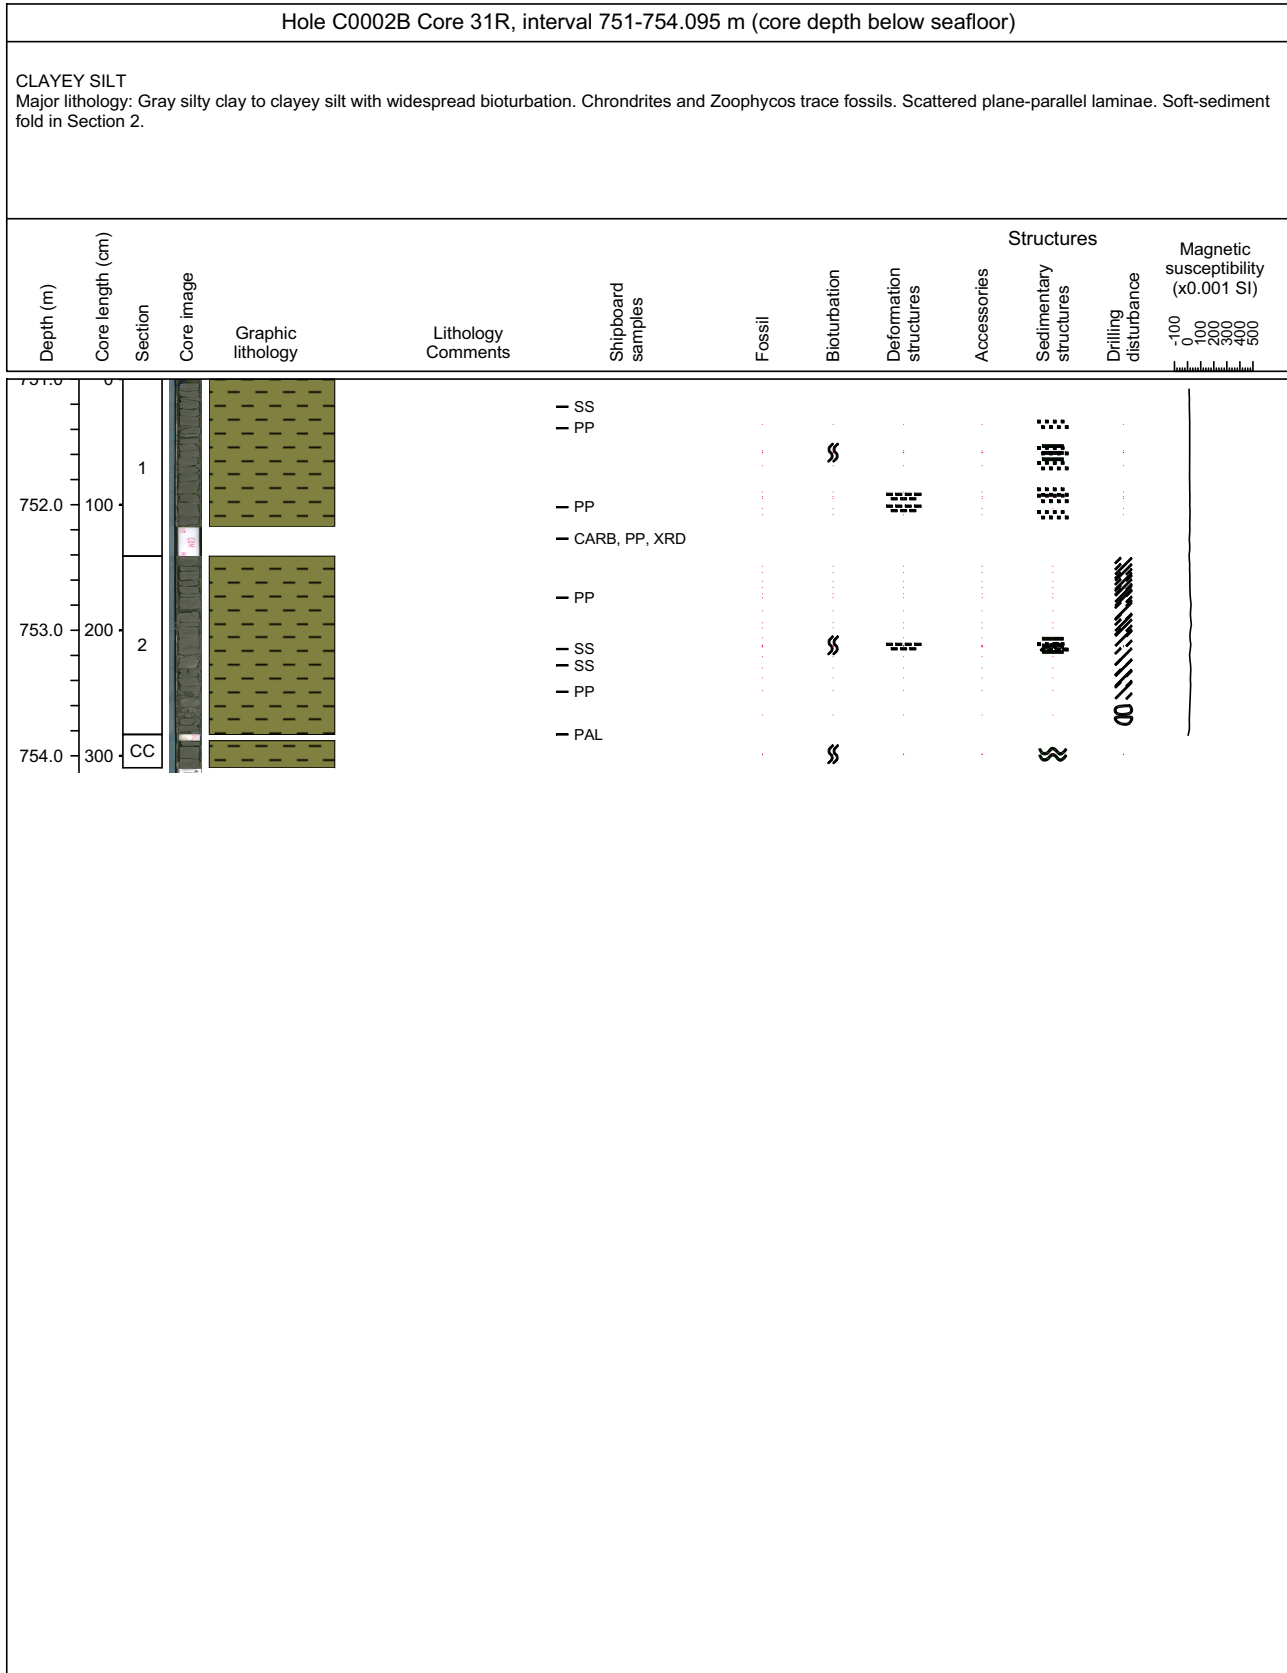 Hole C0002B Core 31R, interval 751-754.095 m (core depth below seafloor)
CLAYEY SILT
Major lithology: Gray silty clay to clayey silt with widespread bioturbation. Chrondrites and Zoophycos trace fossils. Scattered plane-parallel laminae. Soft-sediment
fold in Section 2.
Structures
Depth (m)
Core length (cm)
Section
Core image
Graphic
lithology
Lithology
Comments
Shipboard
samples
Fossil
Bioturbation
Deformation
structures
Accessories
Sedimentary
structures
Drilling
disturbance
Magnetic
susceptibility
(x0.001 SI)
-100
0
100
200
300
400
500
751.0 0
SS
PP
1
752.0 100 PP
CARB, PP, XRD
PP
753.0 200
2 SS
SS
PP
PAL
754.0 300 CC